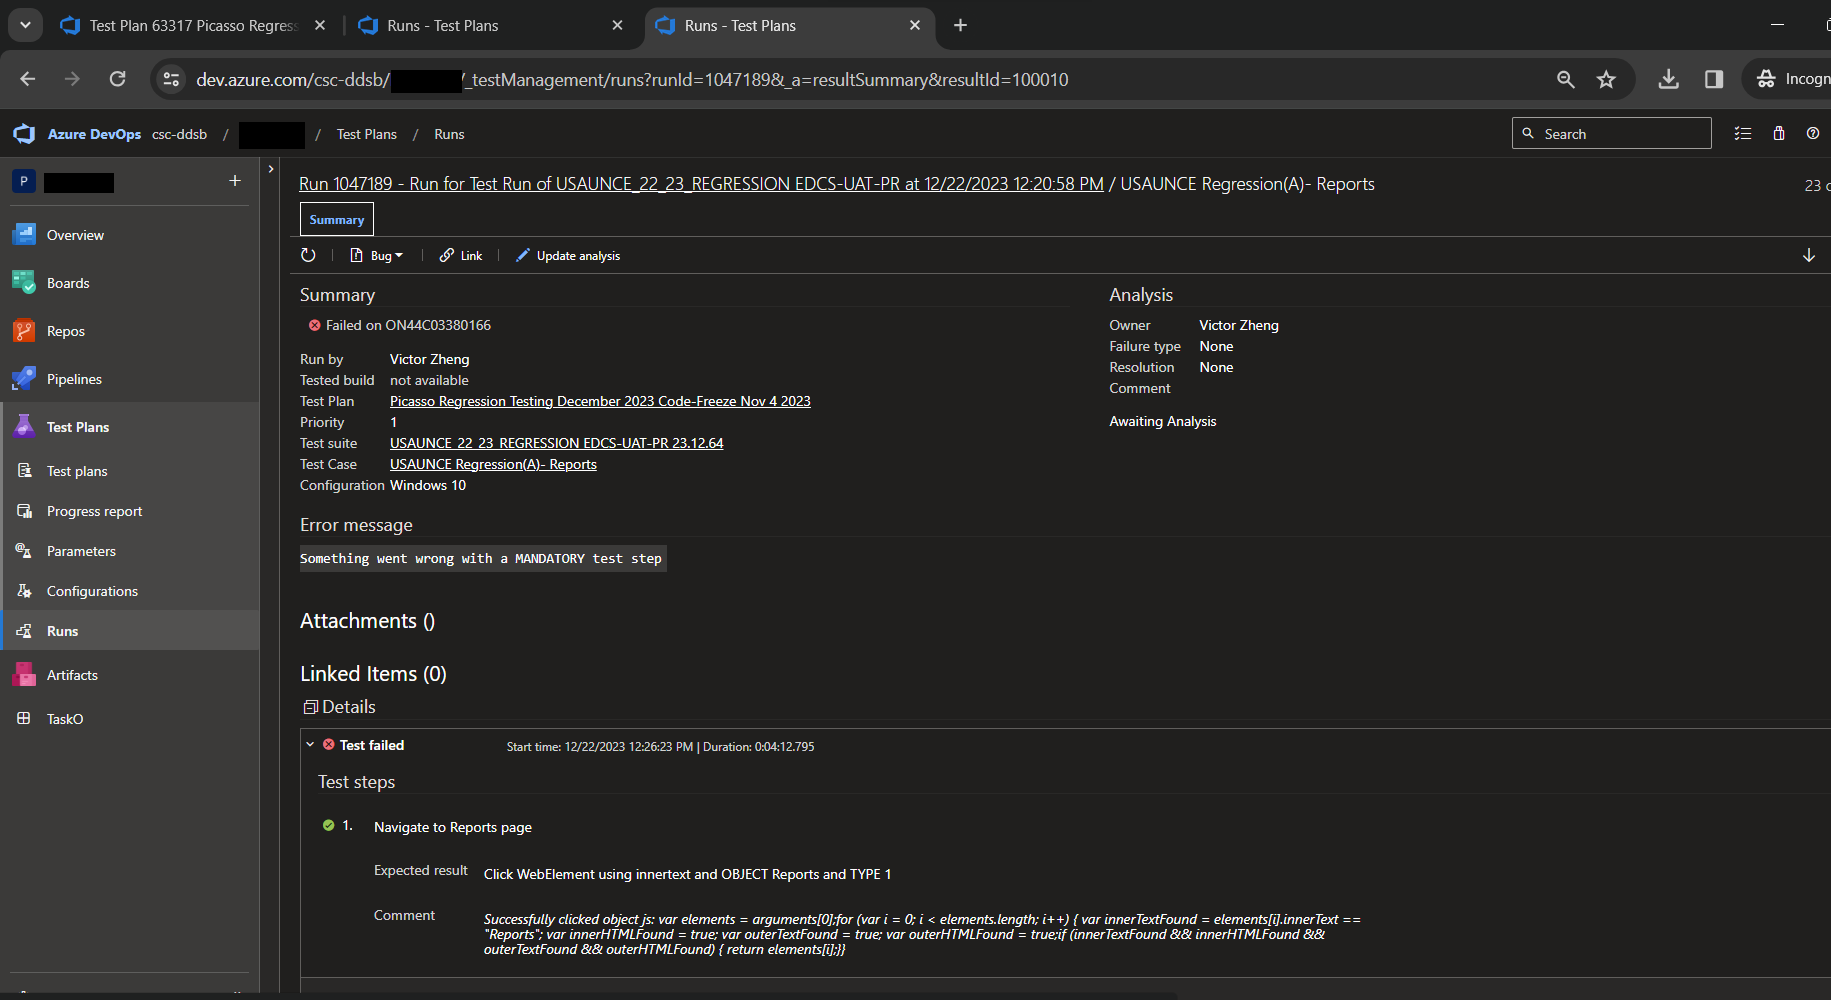 Test Plan 63317 Picasso Regress
Runs - Test Plans
Runs - Test Plans
dev.azure.com/csc-ddsb/ /_testManagement/runs?runId=1047189&_a=resultSummary&resultId=100010
Incogn
Azure DevOps csc-ddsb / / Test Plans / Runs
Search
P
Overview
Boards
Repos
Pipelines
Test Plans
Test plans
Progress report
Parameters
Configurations
Runs
Artifacts
TaskO
Run 1047189 - Run for Test Run of USAUNCE_22_23_REGRESSION EDCS-UAT-PR at 12/22/2023 12:20:58 PM / USAUNCE Regression(A)- Reports
23 c
Summary
Bug
Link
Update analysis
Summary
Failed on ON44C03380166
Run by Victor Zheng
Tested build not available
Test Plan Picasso Regression Testing December 2023 Code-Freeze Nov 4 2023
Priority 1
Test suite USAUNCE_22_23_REGRESSION EDCS-UAT-PR 23.12.64
Test Case USAUNCE Regression(A)- Reports
Configuration Windows 10
Analysis
Owner Victor Zheng
Failure type None
Resolution None
Comment
Awaiting Analysis
Error message
Something went wrong with a MANDATORY test step
Attachments ()
Linked Items (0)
Details
Test failed
Start time: 12/22/2023 12:26:23 PM | Duration: 0:04:12.795
Test steps
1. Navigate to Reports page
Expected result Click WebElement using innertext and OBJECT Reports and TYPE 1
Comment Successfully clicked object js: var elements = arguments[0];for (var i = 0; i < elements.length; i++) { var innerTextFound = elements[i].innerText ==
"Reports"; var innerHTMLFound = true; var outerTextFound = true; var outerHTMLFound = true;if (innerTextFound && innerHTMLFound &&
outerTextFound && outerHTMLFound) { return elements[i];}}